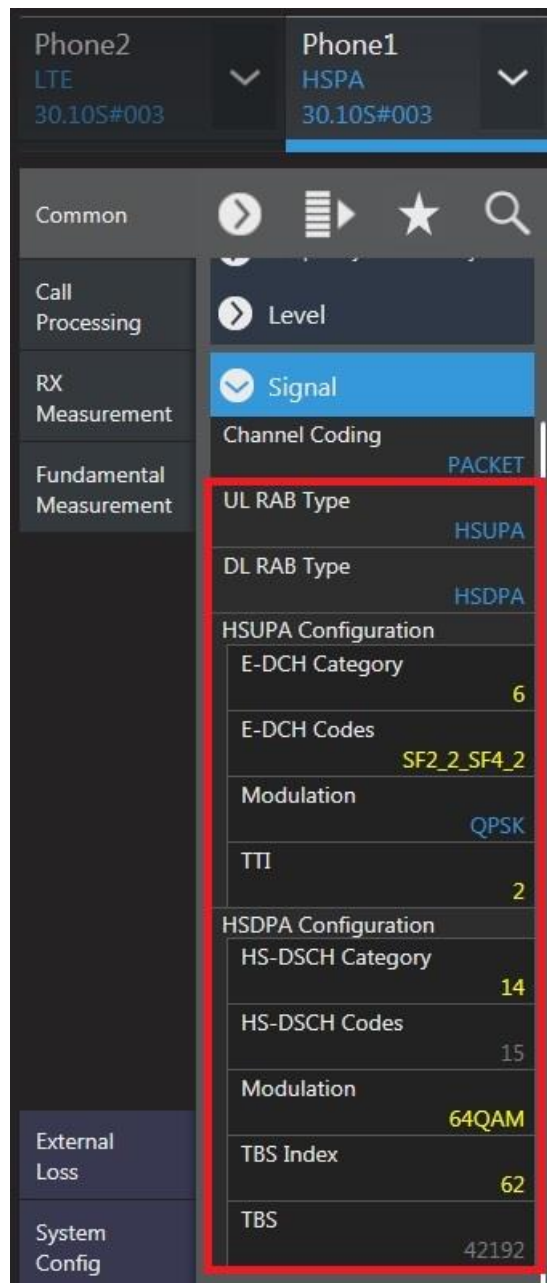 Phone2
LTE
30.10S#003
Phone1
HSPA
30.10S#003
Common
Call
Processing
RX
Measurement
Fundamental
Measurement
External
Loss
System
Config
Level
Signal
Channel Coding
PACKET
UL RAB Type
HSUPA
DL RAB Type
HSDPA
HSUPA Configuration
E-DCH Category
6
E-DCH Codes
SF2_2_SF4_2
Modulation
QPSK
TTI
2
HSDPA Configuration
HS-DSCH Category
14
HS-DSCH Codes
15
Modulation
64QAM
TBS Index
62
TBS
42192